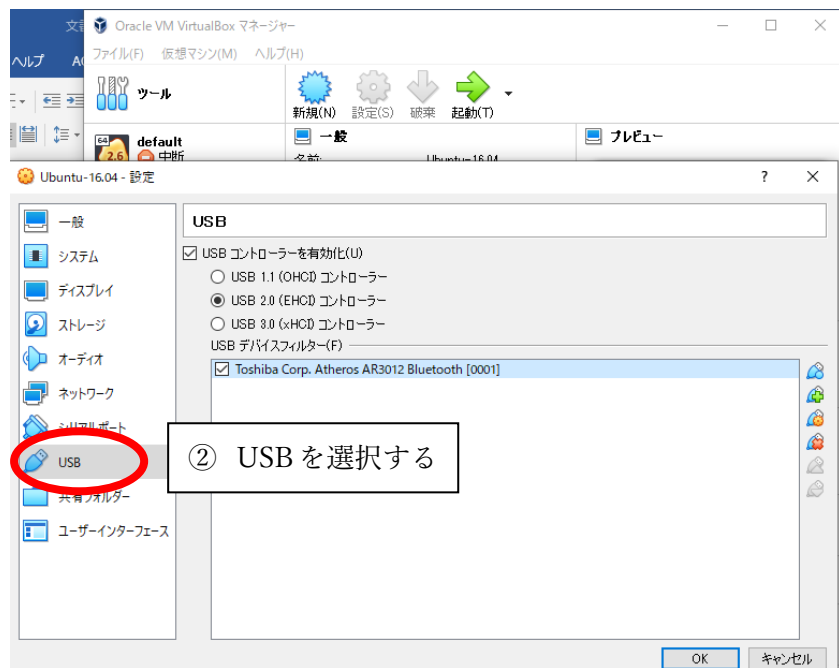 文書
Oracle VM VirtualBox マネージャー
ヘルプ
ファイル(F) 仮想マシン(M) ヘルプ(H)
ツール
新規(N) 設定(S) 破棄 起動(T)
64
2.6
default
中断
一般
プレビュー
名前: Ubuntu-16.04
Ubuntu-16.04 - 設定
?
一般
システム
ディスプレイ
ストレージ
オーディオ
ネットワーク
シリアルポート
USB
共有フォルダー
ユーザーインターフェース
USB
USB コントローラーを有効化(U)
USB 1.1 (OHCI) コントローラー
USB 2.0 (EHCI) コントローラー
USB 3.0 (xHCI) コントローラー
USB デバイスフィルター(F)
Toshiba Corp. Atheros AR3012 Bluetooth [0001]
② USBを選択する
OK キャンセル